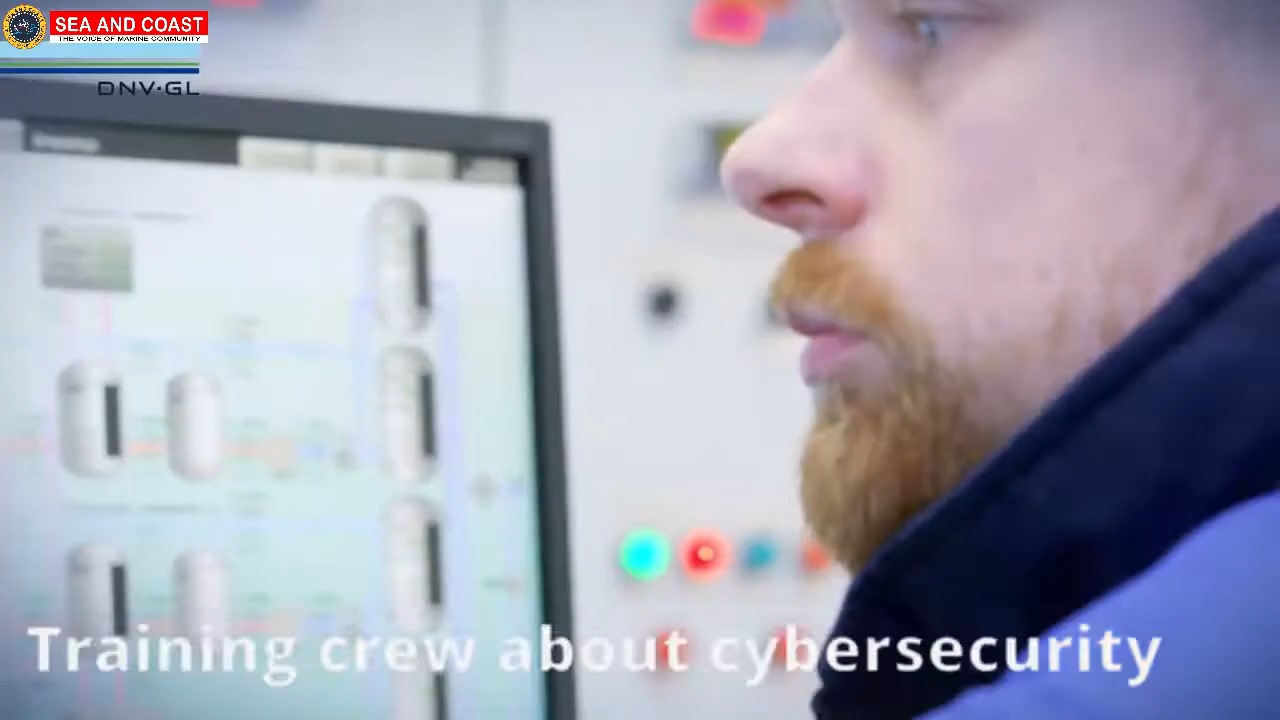 SEA AND COAST
THE VOICE OF MARINE COMMUNITY
DNV·GL
Training crew about cybersecurity